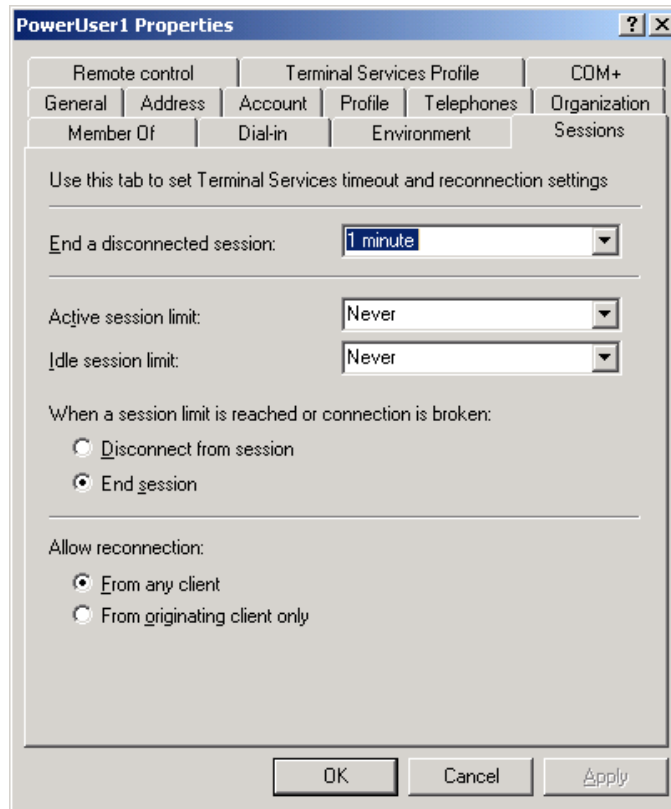 PowerUser1 Properties
Remote control Terminal Services Profile COM+
General Address Account Profile Telephones Organization
Member Of Dial-in Environment Sessions
Use this tab to set Terminal Services timeout and reconnection settings
End a disconnected session: 1 minute
Active session limit: Never
Idle session limit: Never
When a session limit is reached or connection is broken:
Disconnect from session
End session
Allow reconnection:
From any client
From originating client only
OK Cancel Apply